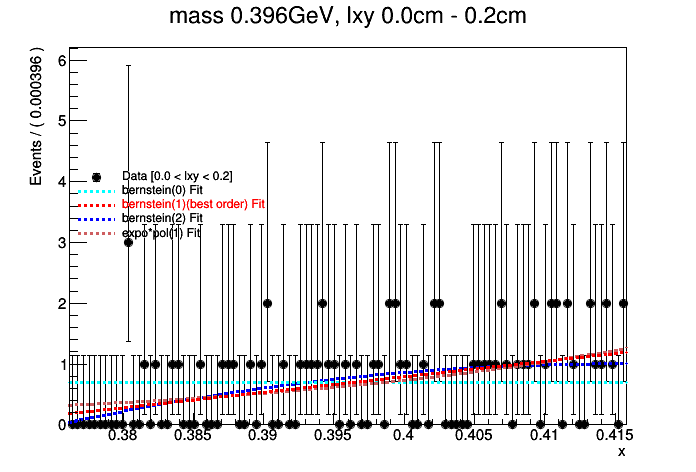 mass 0.396GeV, lxy 0.0cm - 0.2cm
Events / ( 0.000396 )
6
5
4
3
2
1
0
Data [0.0 < lxy < 0.2]
bernstein(0) Fit
bernstein(1)(best order) Fit
bernstein(2) Fit
expo*pol(1) Fit
0.38 0.385 0.39 0.395 0.4 0.405 0.41 0.415
x